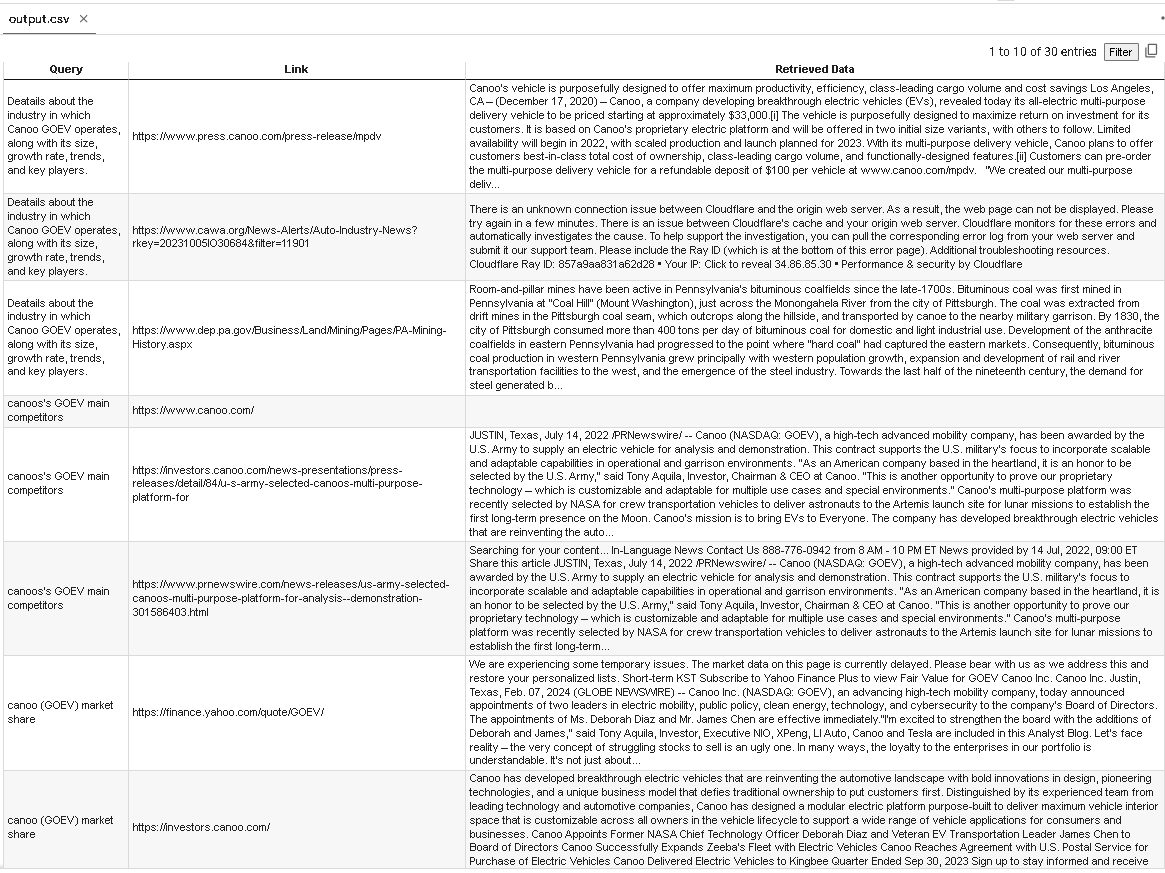 output.csv ×
1 to 10 of 30 entries Filter
Query Link Retrieved Data
Deatails about the
industry in which
Canoo GOEV operates,
along with its size,
growth rate, trends,
and key players.
https://www.press.canoo.com/press-release/mpdv
Canoo's vehicle is purposefully designed to offer maximum productivity, efficiency, class-leading cargo volume and cost savings Los Angeles,
CA – (December 17, 2020) – Canoo, a company developing breakthrough electric vehicles (EVs), revealed today its all-electric multi-purpose
delivery vehicle to be priced starting at approximately $33,000.[i] The vehicle is purposefully designed to maximize return on investment for its
customers. It is based on Canoo's proprietary electric platform and will be offered in two initial size variants, with others to follow. Limited
availability will begin in 2022, with scaled production and launch planned for 2023. With its multi-purpose delivery vehicle, Canoo plans to offer
customers best-in-class total cost of ownership, class-leading cargo volume, and functionally-designed features.[ii] Customers can pre-order
the multi-purpose delivery vehicle for a refundable deposit of $100 per vehicle at www.canoo.com/mpdv. "We created our multi-purpose
deliv...
Deatails about the
industry in which
Canoo GOEV operates,
along with its size,
growth rate, trends,
and key players.
https://www.cawa.org/News-Alerts/Auto-Industry-News?
rkey=20231005IO30684&filter=11901
There is an unknown connection issue between Cloudflare and the origin web server. As a result, the web page can not be displayed. Please
try again in a few minutes. There is an issue between Cloudflare's cache and your origin web server. Cloudflare monitors for these errors and
automatically investigates the cause. To help support the investigation, you can pull the corresponding error log from your web server and
submit it our support team. Please include the Ray ID (which is at the bottom of this error page). Additional troubleshooting resources.
Cloudflare Ray ID: 857a9aa831a62d28 • Your IP: Click to reveal 34.86.85.30 • Performance & security by Cloudflare
Deatails about the
industry in which
Canoo GOEV operates,
along with its size,
growth rate, trends,
and key players.
https://www.dep.pa.gov/Business/Land/Mining/Pages/PA-Mining-
History.aspx
Room-and-pillar mines have been active in Pennsylvania's bituminous coalfields since the late-1700s. Bituminous coal was first mined in
Pennsylvania at "Coal Hill" (Mount Washington), just across the Monongahela River from the city of Pittsburgh. The coal was extracted from
drift mines in the Pittsburgh coal seam, which outcrops along the hillside, and transported by canoe to the nearby military garrison. By 1830, the
city of Pittsburgh consumed more than 400 tons per day of bituminous coal for domestic and light industrial use. Development of the anthracite
coalfields in eastern Pennsylvania had progressed to the point where "hard coal" had captured the eastern markets. Consequently, bituminous
coal production in western Pennsylvania grew principally with western population growth, expansion and development of rail and river
transportation facilities to the west, and the emergence of the steel industry. Towards the last half of the nineteenth century, the demand for
steel generated b...
canoos's GOEV main
competitors
https://www.canoo.com/
canoos's GOEV main
competitors
https://investors.canoo.com/news-presentations/press-
releases/detail/84/u-s-army-selected-canoos-multi-purpose-
platform-for
JUSTIN, Texas, July 14, 2022 /PRNewswire/ -- Canoo (NASDAQ: GOEV), a high-tech advanced mobility company, has been awarded by the
U.S. Army to supply an electric vehicle for analysis and demonstration. This contract supports the U.S. military's focus to incorporate scalable
and adaptable capabilities in operational and garrison environments. "As an American company based in the heartland, it is an honor to be
selected by the U.S. Army," said Tony Aquila, Investor, Chairman & CEO at Canoo. "This is another opportunity to prove our proprietary
technology – which is customizable and adaptable for multiple use cases and special environments." Canoo's multi-purpose platform was
recently selected by NASA for crew transportation vehicles to deliver astronauts to the Artemis launch site for lunar missions to establish the
first long-term presence on the Moon. Canoo's mission is to bring EVs to Everyone. The company has developed breakthrough electric vehicles
that are reinventing the auto...
canoos's GOEV main
competitors
https://www.prnewswire.com/news-releases/us-army-selected-
canoos-multi-purpose-platform-for-analysis--demonstration-
301586403.html
Searching for your content... In-Language News Contact Us 888-776-0942 from 8 AM - 10 PM ET News provided by 14 Jul, 2022, 09:00 ET
Share this article JUSTIN, Texas, July 14, 2022 /PRNewswire/ -- Canoo (NASDAQ: GOEV), a high-tech advanced mobility company, has been
awarded by the U.S. Army to supply an electric vehicle for analysis and demonstration. This contract supports the U.S. military's focus to
incorporate scalable and adaptable capabilities in operational and garrison environments. "As an American company based in the heartland, it is
an honor to be selected by the U.S. Army," said Tony Aquila, Investor, Chairman & CEO at Canoo. "This is another opportunity to prove our
proprietary technology – which is customizable and adaptable for multiple use cases and special environments." Canoo's multi-purpose
platform was recently selected by NASA for crew transportation vehicles to deliver astronauts to the Artemis launch site for lunar missions to
establish the first long-term...
canoo (GOEV) market
share
https://finance.yahoo.com/quote/GOEV/
We are experiencing some temporary issues. The market data on this page is currently delayed. Please bear with us as we address this and
restore your personalized lists. Short-term KST Subscribe to Yahoo Finance Plus to view Fair Value for GOEV Canoo Inc. Canoo Inc. Justin,
Texas, Feb. 07, 2024 (GLOBE NEWSWIRE) -- Canoo Inc. (NASDAQ: GOEV), an advancing high-tech mobility company, today announced
appointments of two leaders in electric mobility, public policy, clean energy, technology, and cybersecurity to the company's Board of Directors.
The appointments of Ms. Deborah Diaz and Mr. James Chen are effective immediately."I'm excited to strengthen the board with the additions of
Deborah and James," said Tony Aquila, Investor, Executive NIO, XPeng, LI Auto, Canoo and Tesla are included in this Analyst Blog. Let's face
reality – the very concept of struggling stocks to sell is an ugly one. In many ways, the loyalty to the enterprises in our portfolio is
understandable. It's not just about...
canoo (GOEV) market
share
https://investors.canoo.com/
Canoo has developed breakthrough electric vehicles that are reinventing the automotive landscape with bold innovations in design, pioneering
technologies, and a unique business model that defies traditional ownership to put customers first. Distinguished by its experienced team from
leading technology and automotive companies, Canoo has designed a modular electric platform purpose-built to deliver maximum vehicle interior
space that is customizable across all owners in the vehicle lifecycle to support a wide range of vehicle applications for consumers and
businesses. Canoo Appoints Former NASA Chief Technology Officer Deborah Diaz and Veteran EV Transportation Leader James Chen to
Board of Directors Canoo Successfully Expands Zeeba's Fleet with Electric Vehicles Canoo Reaches Agreement with U.S. Postal Service for
Purchase of Electric Vehicles Canoo Delivered Electric Vehicles to Kingbee Quarter Ended Sep 30, 2023 Sign up to stay informed and receive